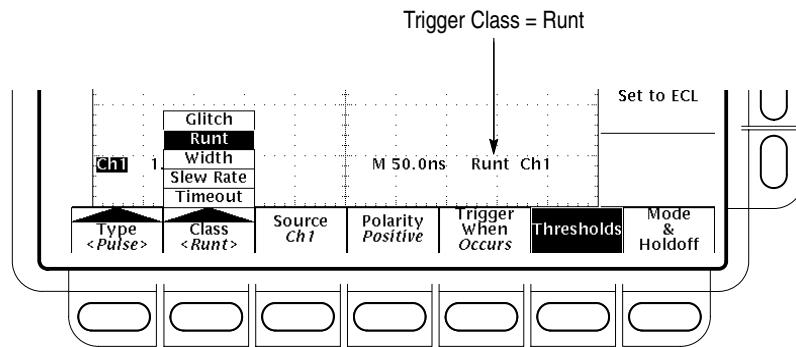 Trigger Class = Runt
Set to ECL
Glitch
Runt
Width
Slew Rate
Timeout
Ch1 1. M 50.0ns Runt Ch1
Type
<Pulse>
Class
<Runt>
Source
Ch1
Polarity
Positive
Trigger
When
Occurs
Thresholds
Mode
&
Holdoff